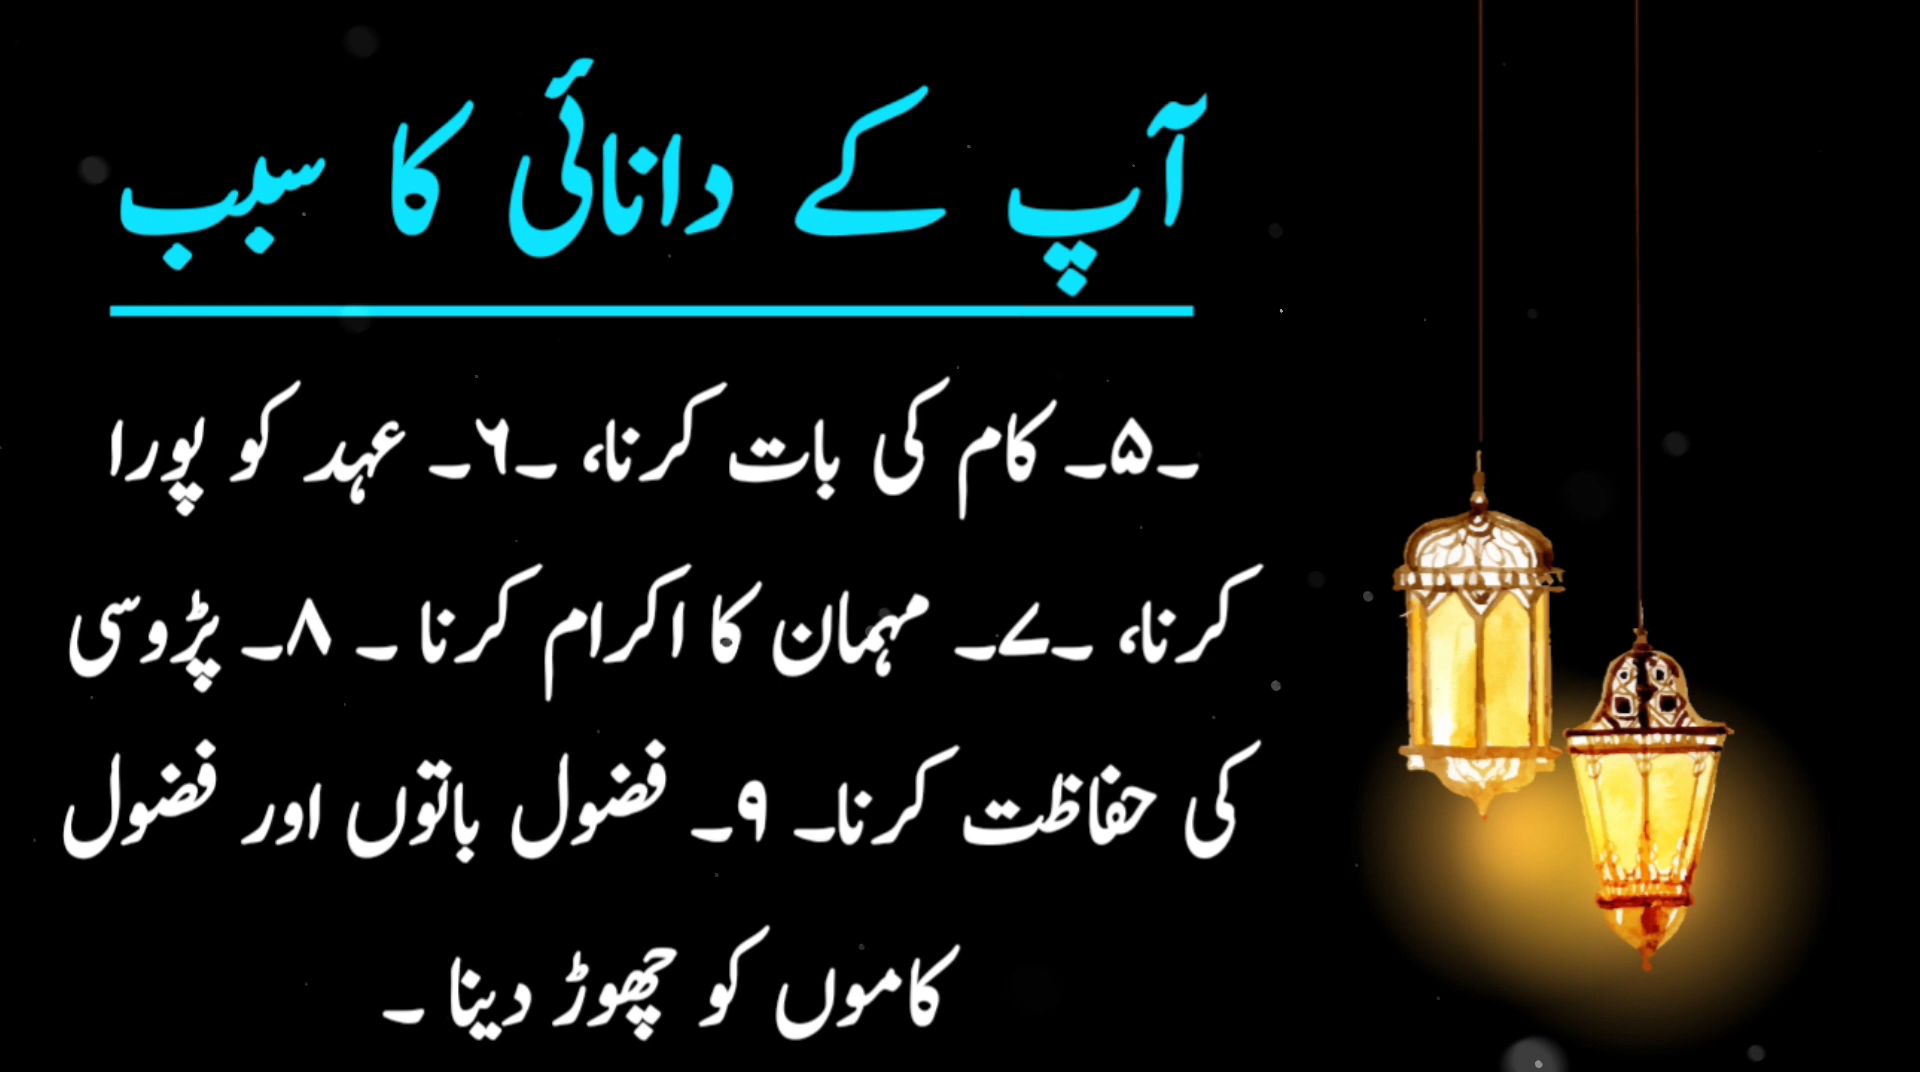 آپ کے دانائی کا سبب
۔۵۔ کام کی بات کرنا، ۔۶۔ عہد کو پورا
کرنا، ۔۷۔ مہمان کا اکرام کرنا ۔ ۸۔ پڑوسی
کی حفاظت کرنا۔ ۹۔ فضول باتوں اور فضول
کاموں کو چھوڑ دینا ۔